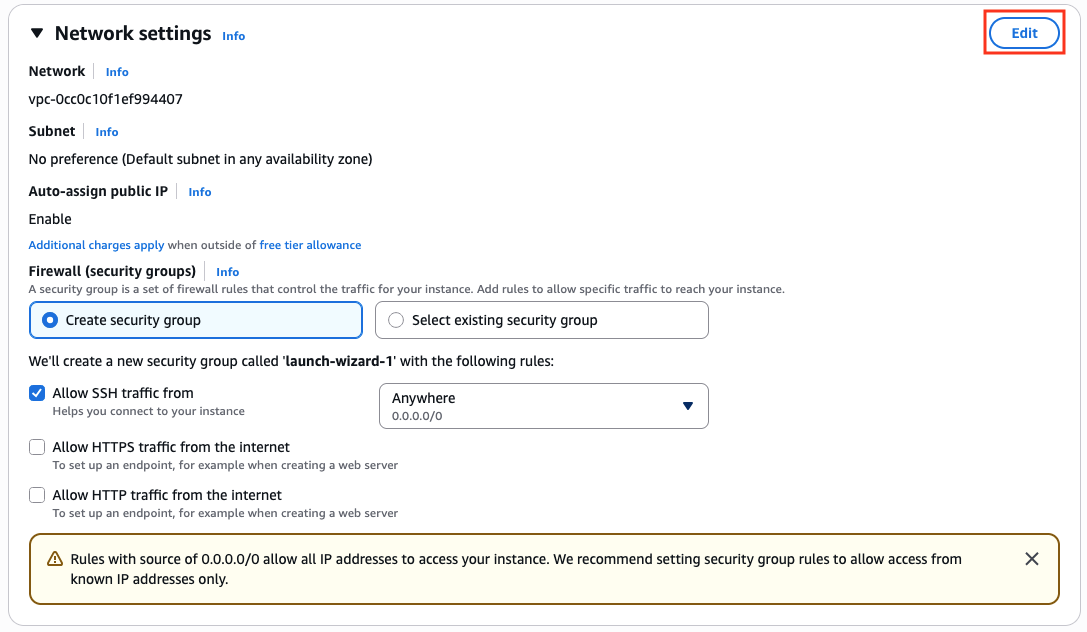 Network settings Info
Edit
Network Info
vpc-0cc0c10f1ef994407
Subnet Info
No preference (Default subnet in any availability zone)
Auto-assign public IP Info
Enable
Additional charges apply when outside of free tier allowance
Firewall (security groups) Info
A security group is a set of firewall rules that control the traffic for your instance. Add rules to allow specific traffic to reach your instance.
Create security group
Select existing security group
We'll create a new security group called 'launch-wizard-1' with the following rules:
Allow SSH traffic from
Helps you connect to your instance
Anywhere
0.0.0.0/0
Allow HTTPS traffic from the internet
To set up an endpoint, for example when creating a web server
Allow HTTP traffic from the internet
To set up an endpoint, for example when creating a web server
Rules with source of 0.0.0.0/0 allow all IP addresses to access your instance. We recommend setting security group rules to allow access from
known IP addresses only.